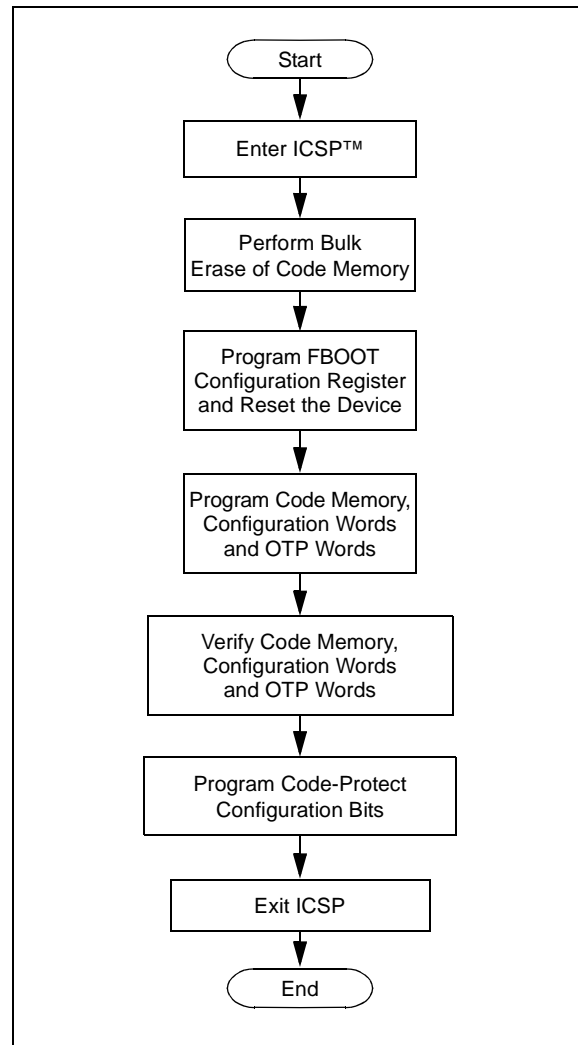 Start
Enter ICSP™
Perform Bulk
Erase of Code Memory
Program FBOOT
Configuration Register
and Reset the Device
Program Code Memory,
Configuration Words
and OTP Words
Verify Code Memory,
Configuration Words
and OTP Words
Program Code-Protect
Configuration Bits
Exit ICSP
End